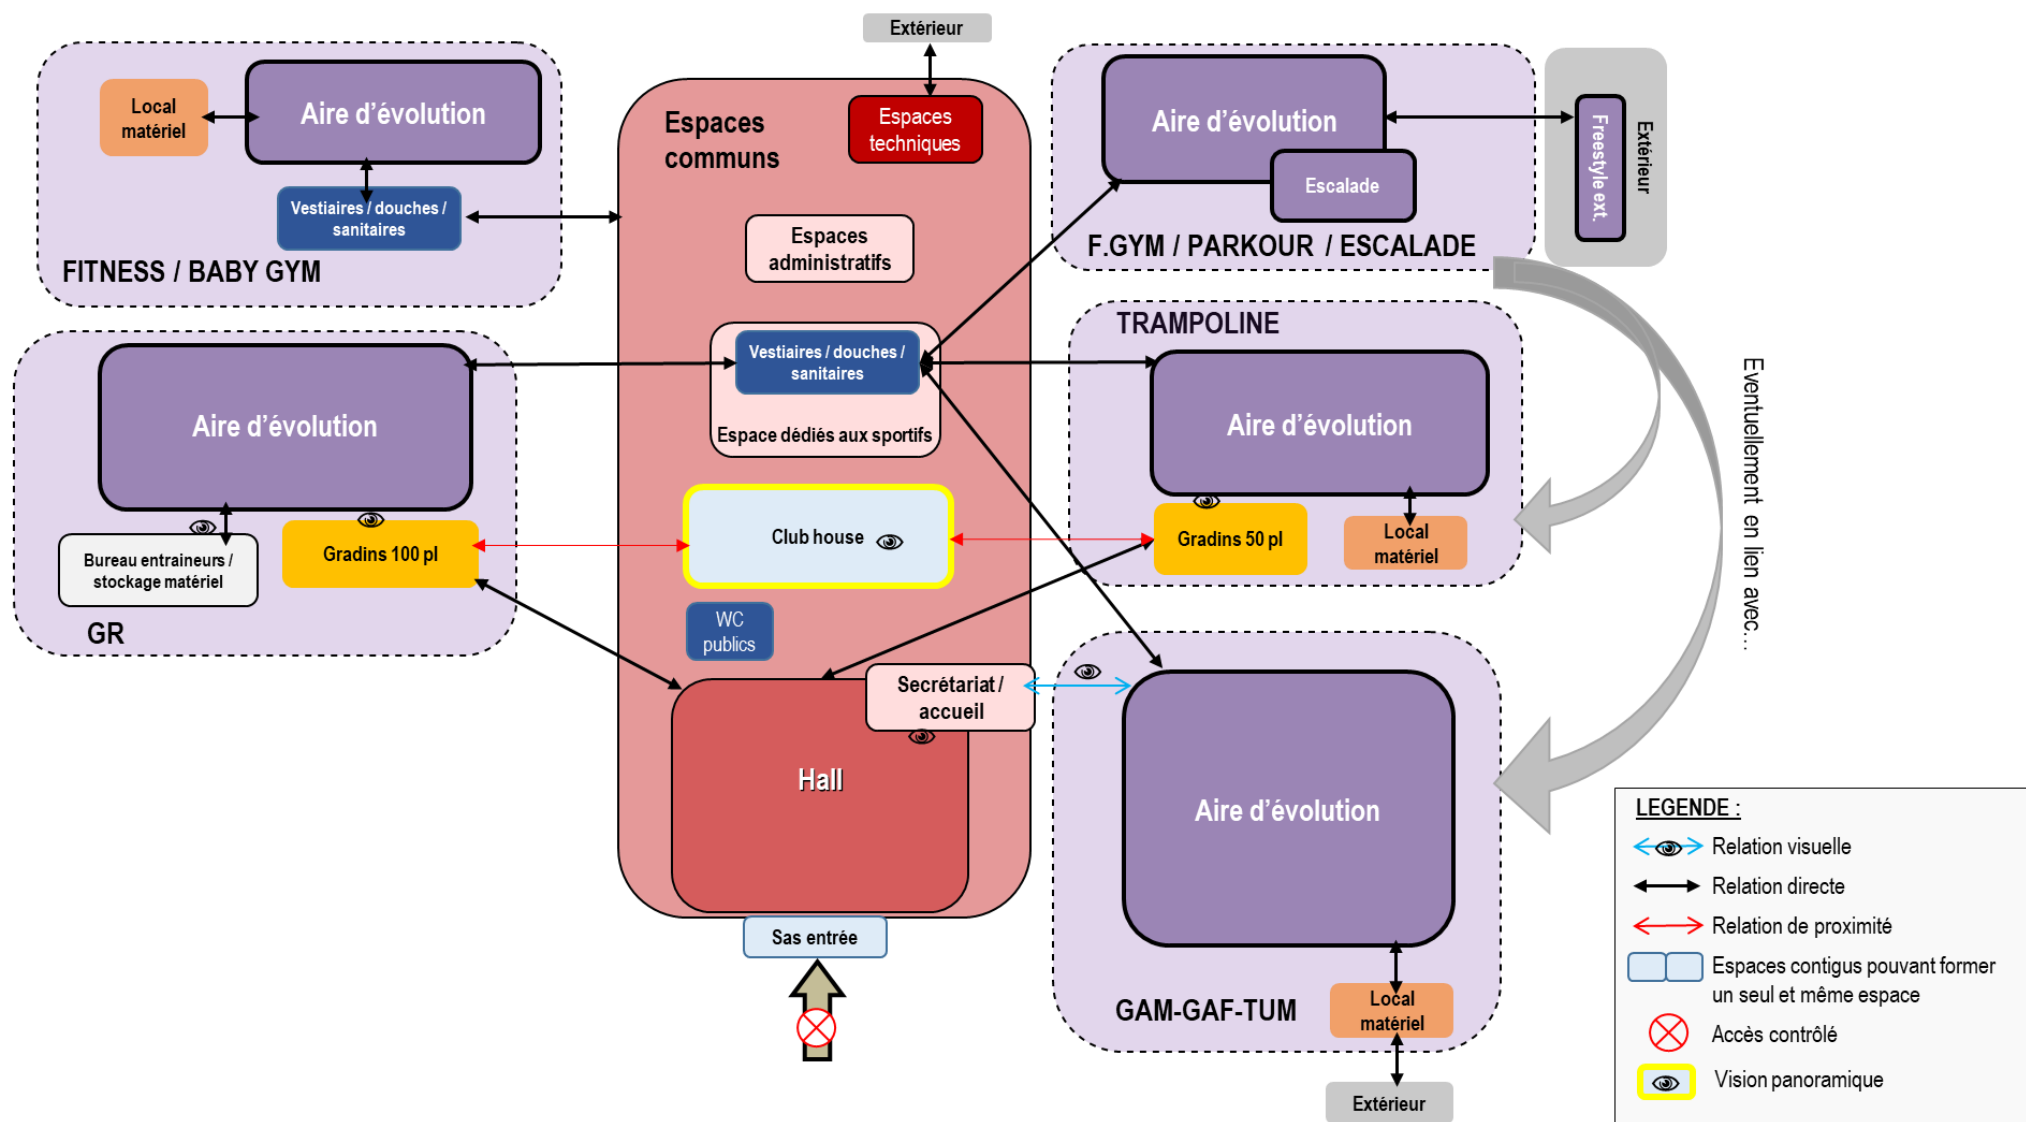 Extérieur
Local
matériel
Aire d'évolution
Vestiaires / douches /
sanitaires
FITNESS / BABY GYM
Espaces
communs
Espaces
techniques
Espaces
administratifs
Vestiaires / douches /
sanitaires
Espace dédiés aux sportifs
Club house
WC
publics
Secrétariat /
accueil
Hall
Sas entrée
Aire d'évolution
Escalade
F.GYM / PARKOUR / ESCALADE
Freestyle ext.
Extérieur
Aire d'évolution
Bureau entraineurs /
stockage matériel
Gradins 100 pl
GR
TRAMPOLINE
Aire d'évolution
Gradins 50 pl
Local
matériel
Eventuellement en lien avec...
Aire d'évolution
GAM-GAF-TUM
Local
matériel
Extérieur
LEGENDE :
Relation visuelle
Relation directe
Relation de proximité
Espaces contigus pouvant former
un seul et même espace
Accès contrôlé
Vision panoramique